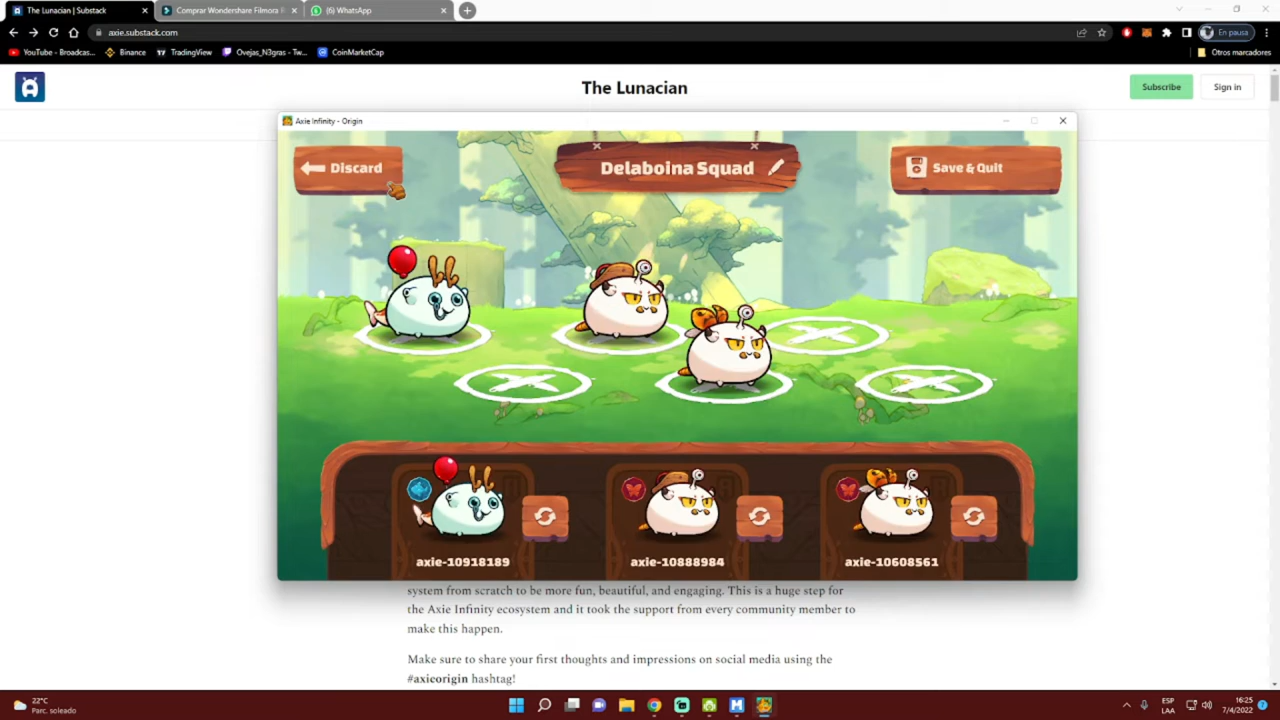 The Lunacian | Substack
Comprar Wondershare Filmora
(6) WhatsApp
axie.substack.com
En pausa
YouTube - Broadcas...
Binance
TradingView
Ovejas_N3gras - Tw...
CoinMarketCap
Otros marcadores
The Lunacian
Subscribe
Sign in
Axie Infinity - Origin
Discard
Delaboina Squad
Save & Quit
axie-10918189
axie-10888984
axie-10608561
system from scratch to be more fun, beautiful, and engaging. This is a huge step for
the Axie Infinity ecosystem and it took the support from every community member to
make this happen.
Make sure to share your first thoughts and impressions on social media using the
#axieorigin hashtag!
22°C
Parc. soleado
ESP
LAA
16:25
7/4/2022
2